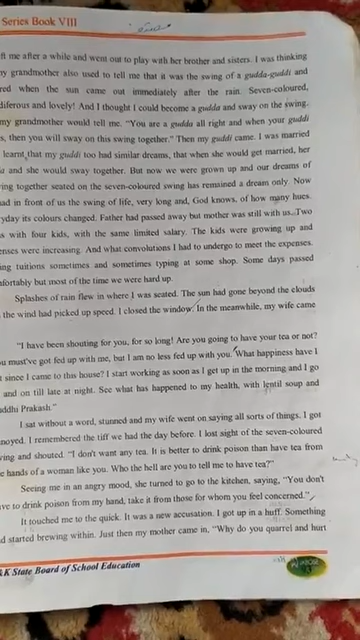 Series Book VIII
ft me after a while and went out to play with her brother and sisters. I was thinking
y grandmother also used to tell me that it was the swing of a gudda-guddi and
red when the sun came out immediately after the rain. Seven-coloured,
diferous and lovely! And I thought I could become a gudda and sway on the swing.
my grandmother would tell me. "You are a gudda all right and when your guddi
s, then you will sway on this swing together." Then my guddi came. I was married
learnt that my guddi too had similar dreams, that when she would get married, her
a and she would sway together. But now we were grown up and our dreams of
ing together seated on the seven-coloured swing has remained a dream only. Now
ad in front of us the swing of life, very long and, God knows, of how many hues.
yday its colours changed. Father had passed away but mother was still with us. Two
s with four kids, with the same limited salary. The kids were growing up and
enses were increasing. And what convolutions I had to undergo to meet the expenses.
ing tuitions sometimes and sometimes typing at some shop. Some days passed
fortably but most of the time we were hard up.
Splashes of rain flew in where I was seated. The sun had gone beyond the clouds
the wind had picked up speed. I closed the window. In the meanwhile, my wife came
"I have been shouting for you, for so long! Are you going to have your tea or not?
u must've got fed up with me, but I am no less fed up with you. What happiness have I
t since I came to this house? I start working as soon as I get up in the morning and I go
and on till late at night. See what has happened to my health, with lentil soup and
addhi Prakash."
I sat without a word, stunned and my wife went on saying all sorts of things. I got
noyed. I remembered the tiff we had the day before. I lost sight of the seven-coloured
ring and shouted. "I don't want any tea. It is better to drink poison than have tea from
e hands of a woman like you. Who the hell are you to tell me to have tea?"
Seeing me in an angry mood, she turned to go to the kitchen, saying, "You don't
ve to drink poison from my hand, take it from those for whom you feel concerned."
It touched me to the quick. It was a new accusation. I got up in a huff. Something
d started brewing within. Just then my mother came in, "Why do you quarrel and hurt
&K State Board of School Education